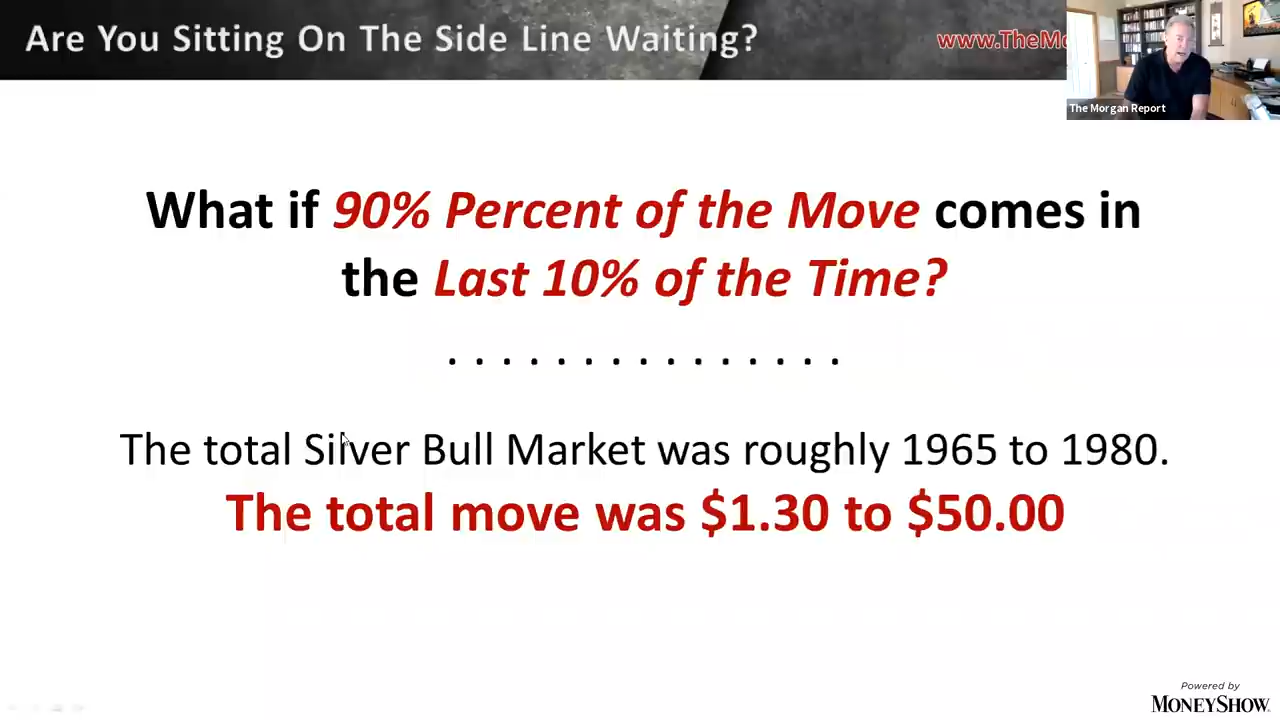 Are You Sitting On The Side Line Waiting?
The Morgan Report
What if 90% Percent of the Move comes in
the Last 10% of the Time?
. . . . . . . . . . . . . . .
The total Silver Bull Market was roughly 1965 to 1980.
The total move was $1.30 to $50.00
Powered by
MONEYSHOW